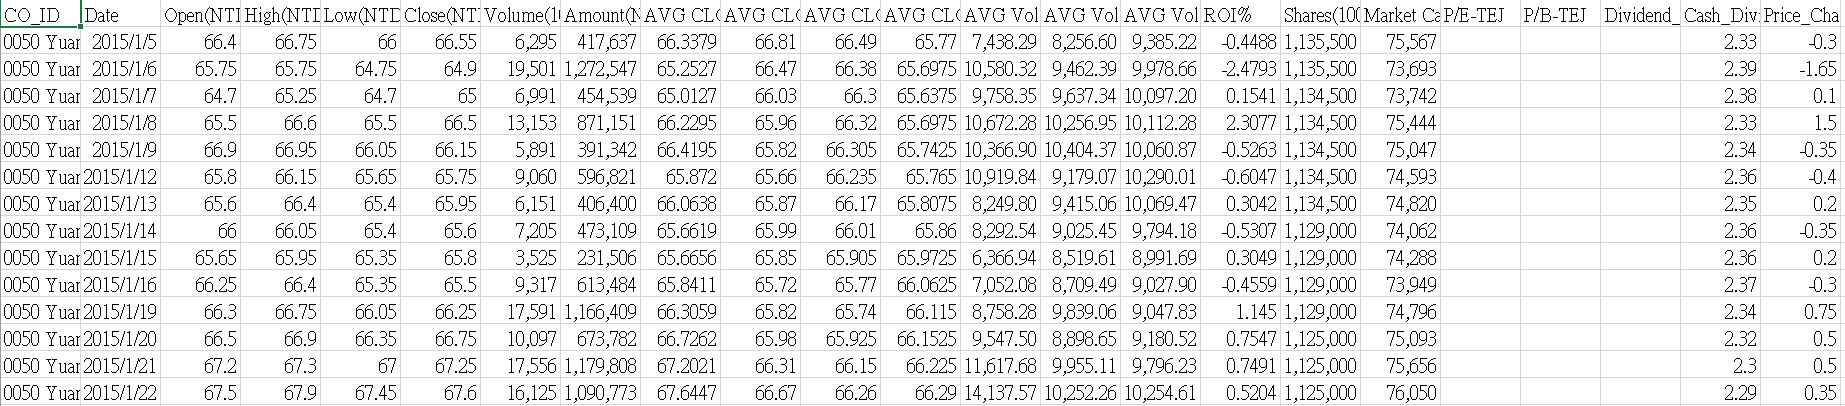 CO_ID Date Open(NTI High(NTI Low(NTD Close(NT Volume(1 Amount(N AVG CL AVG CL AVG CL AVG CL AVG Vol AVG Vol AVG Vol ROI% Shares(100 Market Ca P/E-TEJ P/B-TEJ Dividend_ Cash_Div Price_Cha
0050 Yuar 2015/1/5 66.4 66.75 66 66.55 6,295 417,637 66.3379 66.81 66.49 65.77 7,438.29 8,256.60 9,385.22 -0.4488 1,135,500 75,567 2.33 -0.3
0050 Yuar 2015/1/6 65.75 65.75 64.75 64.9 19,501 1,272,547 65.2527 66.47 66.38 65.6975 10,580.32 9,462.39 9,978.66 -2.4793 1,135,500 73,693 2.39 -1.65
0050 Yuar 2015/1/7 64.7 65.25 64.7 65 6,991 454,539 65.0127 66.03 66.3 65.6375 9,758.35 9,637.34 10,097.20 0.1541 1,134,500 73,742 2.38 0.1
0050 Yuar 2015/1/8 65.5 66.6 65.5 66.5 13,153 871,151 66.2295 65.96 66.32 65.6975 10,672.28 10,256.95 10,112.28 2.3077 1,134,500 75,444 2.33 1.5
0050 Yuar 2015/1/9 66.9 66.95 66.05 66.15 5,891 391,342 66.4195 65.82 66.305 65.7425 10,366.90 10,404.37 10,060.87 -0.5263 1,134,500 75,047 2.34 -0.35
0050 Yuar 2015/1/12 65.8 66.15 65.65 65.75 9,060 596,821 65.872 65.66 66.235 65.765 10,919.84 9,179.07 10,290.01 -0.6047 1,134,500 74,593 2.36 -0.4
0050 Yuar 2015/1/13 65.6 66.4 65.4 65.95 6,151 406,400 66.0638 65.87 66.17 65.8075 8,249.80 9,415.06 10,069.47 0.3042 1,134,500 74,820 2.35 0.2
0050 Yuar 2015/1/14 66 66.05 65.4 65.6 7,205 473,109 65.6619 65.99 66.01 65.86 8,292.54 9,025.45 9,794.18 -0.5307 1,129,000 74,062 2.36 -0.35
0050 Yuar 2015/1/15 65.65 65.95 65.35 65.8 3,525 231,506 65.6656 65.85 65.905 65.9725 6,366.94 8,519.61 8,991.69 0.3049 1,129,000 74,288 2.36 0.2
0050 Yuar 2015/1/16 66.25 66.4 65.35 65.5 9,317 613,484 65.8411 65.72 65.77 66.0625 7,052.08 8,709.49 9,027.90 -0.4559 1,129,000 73,949 2.37 -0.3
0050 Yuar 2015/1/19 66.3 66.75 66.05 66.25 17,591 1,166,409 66.3059 65.82 65.74 66.115 8,758.28 9,839.06 9,047.83 1.145 1,129,000 74,796 2.34 0.75
0050 Yuar 2015/1/20 66.5 66.9 66.35 66.75 10,097 673,782 66.7262 65.98 65.925 66.1525 9,547.50 8,898.65 9,180.52 0.7547 1,125,000 75,093 2.32 0.5
0050 Yuar 2015/1/21 67.2 67.3 67 67.25 17,556 1,179,808 67.2021 66.31 66.15 66.225 11,617.68 9,955.11 9,796.23 0.7491 1,125,000 75,656 2.3 0.5
0050 Yuar 2015/1/22 67.5 67.9 67.45 67.6 16,125 1,090,773 67.6447 66.67 66.26 66.29 14,137.57 10,252.26 10,254.61 0.5204 1,125,000 76,050 2.29 0.35